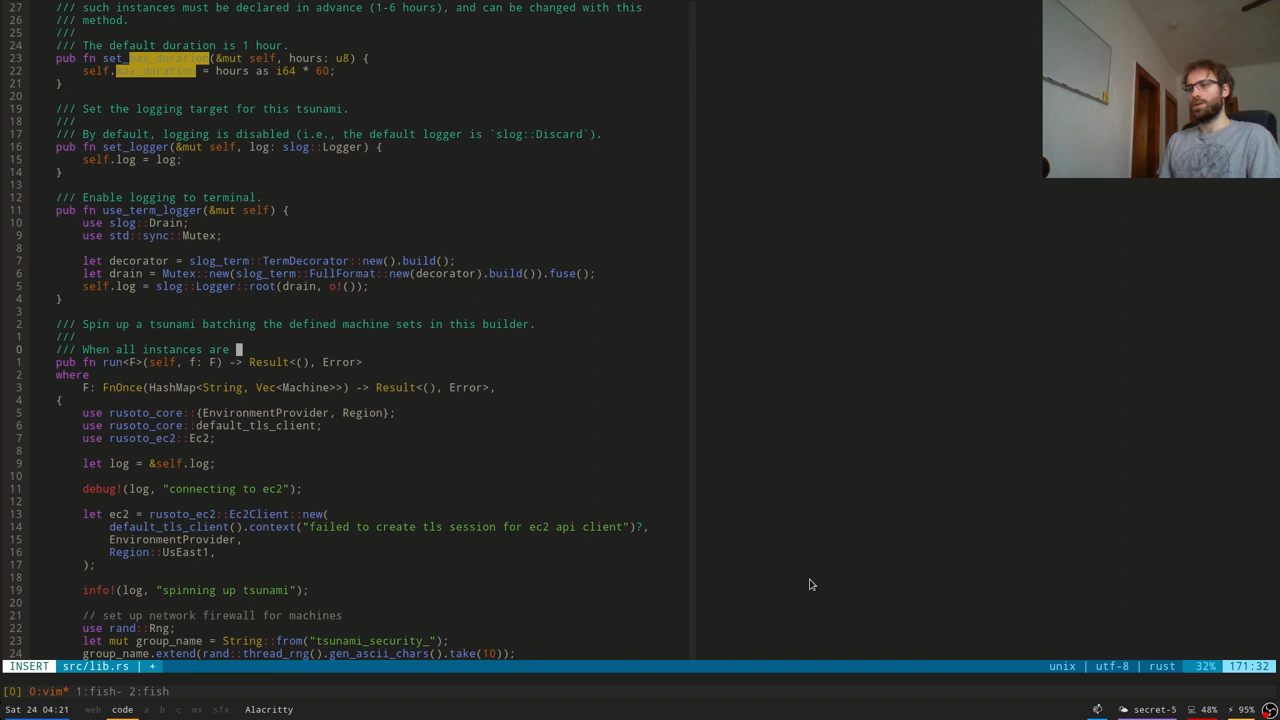 27 /// such instances must be declared in advance (1-6 hours), and can be changed with this
26 /// method.
25 ///
24 /// The default duration is 1 hour.
23 pub fn set_max_duration(&mut self, hours: u8) {
22 self.max_duration = hours as i64 * 60;
21 }
20
19 /// Set the logging target for this tsunami.
18 ///
17 /// By default, logging is disabled (i.e., the default logger is `slog::Discard`).
16 pub fn set_logger(&mut self, log: slog::Logger) {
15 self.log = log;
14 }
13
12 /// Enable logging to terminal.
11 pub fn use_term_logger(&mut self) {
10 use slog::Drain;
9 use std::sync::Mutex;
8
7 let decorator = slog_term::TermDecorator::new().build();
6 let drain = Mutex::new(slog_term::FullFormat::new(decorator).build()).fuse();
5 self.log = slog::Logger::root(drain, o!());
4 }
3
2 /// Spin up a tsunami batching the defined machine sets in this builder.
1 ///
0 /// When all instances are
1 pub fn run<F>(self, f: F) -> Result<(), Error>
2 where
3 F: FnOnce(HashMap<String, Vec<Machine>>) -> Result<(), Error>,
4 {
5 use rusoto_core::{EnvironmentProvider, Region};
6 use rusoto_core::default_tls_client;
7 use rusoto_ec2::Ec2;
8
9 let log = &self.log;
10
11 debug!(log, "connecting to ec2");
12
13 let ec2 = rusoto_ec2::Ec2Client::new(
14 default_tls_client().context("failed to create tls session for ec2 api client")?,
15 EnvironmentProvider,
16 Region::UsEast1,
17 );
18
19 info!(log, "spinning up tsunami");
20
21 // set up network firewall for machines
22 use rand::Rng;
23 let mut group_name = String::from("tsunami_security_");
24 group_name.extend(rand::thread_rng().gen_ascii_chars().take(10));
INSERT src/lib.rs | + unix | utf-8 | rust 32% 171:32
[0] 0:vim* 1:fish- 2:fish
Sat 24 04:21 web code a b c mx sfx Alacritty secret-5 48% 95%